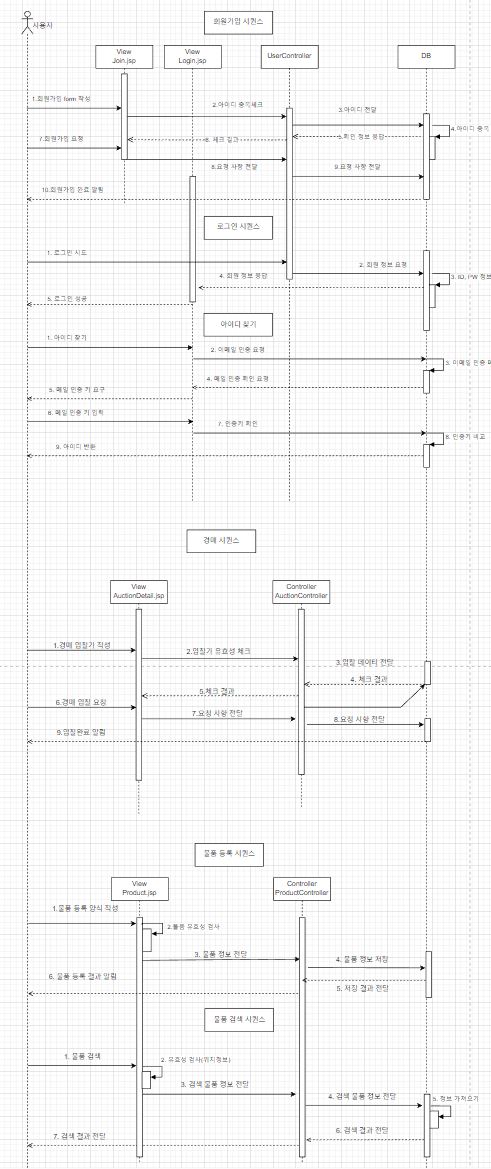 회원가입 시퀀스
사용자
View
Join.jsp
View
Login.jsp
UserController
DB
1.회원가입 form 작성
2.아이디 중복체크
3.아이디 전달
4.아이디 중복
5.확인 정보 응답
6. 체크 결과
7.회원가입 요청
8.요청 사항 전달
9.요청 사항 전달
10.회원가입 완료 알림
로그인 시퀀스
1. 로그인 시도
2. 회원 정보 요청
3. ID, PW 정보
4. 회원 정보 응답
5. 로그인 성공
아이디 찾기
1. 아이디 찾기
2. 이메일 인증 요청
3. 이메일 인증
4. 메일 인증 확인 요청
5. 메일 인증 키 요구
6. 메일 인증 키 입력
7. 인증키 확인
8. 인증키 비교
9. 아이디 반환
경매 시퀀스
View
AuctionDetail.jsp
Controller
AuctionController
1.경매 입찰가 작성
2.입찰가 유효성 체크
3.입찰 데이터 전달
4. 체크 결과
5.체크 결과
6.경매 입찰 요청
7.요청 사항 전달
8.요청 사항 전달
9.입찰완료 알림
물품 등록 시퀀스
View
Product.jsp
Controller
ProductController
1.물품 등록 양식 작성
2.물품 유효성 검사
3. 물품 정보 전달
4. 물품 정보 저장
5. 저장 결과 전달
6. 물품 등록 결과 알림
물품 검색 시퀀스
1. 물품 검색
2. 유효성 검사(위치정보)
3. 검색 물품 정보 전달
4. 검색 물품 정보 전달
5. 정보 가져오기
6. 검색 결과 전달
7. 검색 결과 전달